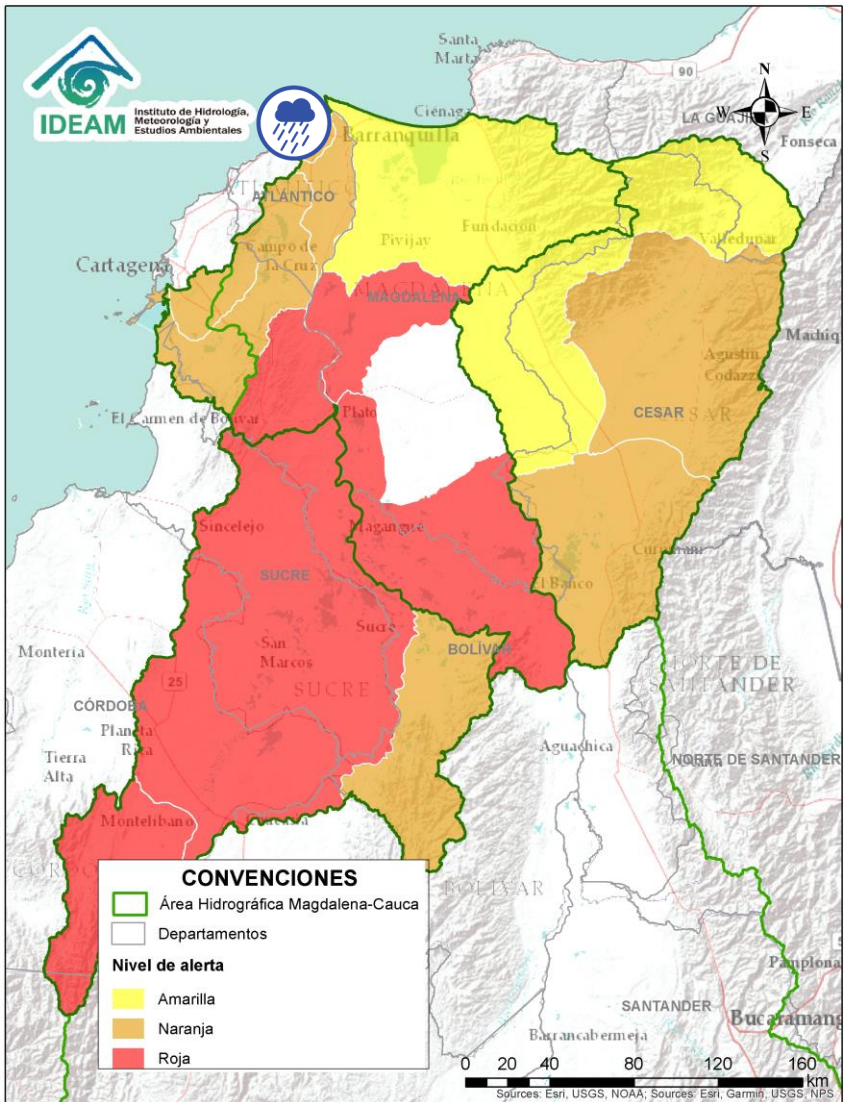 Santa
Marta
90
N
W
E
S
IDEAM
Instituto de Hidrología,
Meteorología y
Estudios Ambientales
Ciénaga
LA GUAJIRA
Fonseca
Barranquilla
ATLÁNTICO
Fundación
Pivijay
Valledupar
Campo de
la Cruz
Cartagena
MAGDALENA
Agustín
Codazzi
El Carmen de Bolívar
Plato
CESAR
Sincelejo
Magangué
SUCRE
El Banco
Sucre
San
Marcos
BOLÍVAR
Montería
25
SUCRE
NORTE DE
SANTANDER
CÓRDOBA
Planeta
Rica
Aguachica
Tierra
Alta
NORTE DE SANTANDER
Montelíbano
BOLÍVAR
CONVENCIONES
Área Hidrográfica Magdalena-Cauca
Departamentos
Nivel de alerta
Amarilla
Naranja
Roja
Pamplona
SANTANDER
Bucaramang
Barrancabermeja
0 20 40 80 120 160
km
Sources: Esri, USGS, NOAA; Sources: Esri, Garmin, USGS, NPS